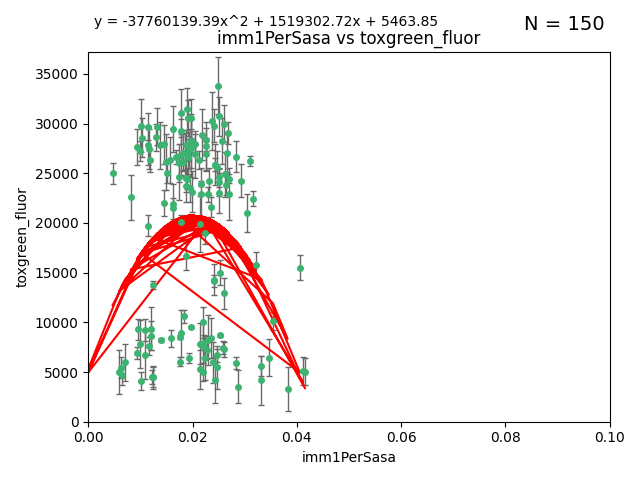 y = -37760139.39x^2 + 1519302.72x + 5463.85
N = 150
imm1PerSasa vs toxgreen_fluor
35000
30000
25000
20000
15000
10000
5000
0
toxgreen_fluor
0.00 0.02 0.04 0.06 0.08 0.10
imm1PerSasa